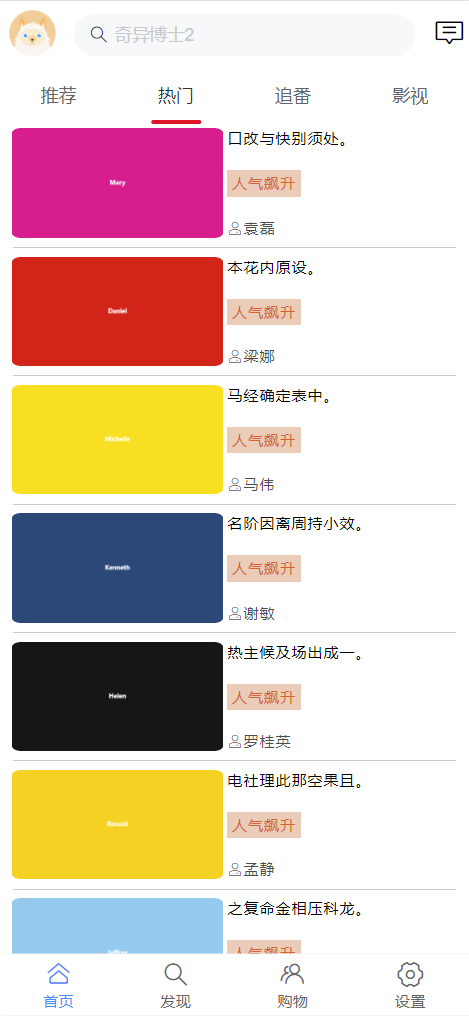 奇异博士2
推荐 热门 追番 影视
Mary
口改与快别须处。
人气飙升
袁磊
Daniel
本花内原设。
人气飙升
梁娜
Michelle
马经确定表中。
人气飙升
马伟
Kenneth
名阶因离周持小效。
人气飙升
谢敏
Helen
热主候及场出成一。
人气飙升
罗桂英
Ronald
电社理此那空果且。
人气飙升
孟静
Jeffrey
之复命金相压科龙。
人气飙升
首页 发现 购物 设置